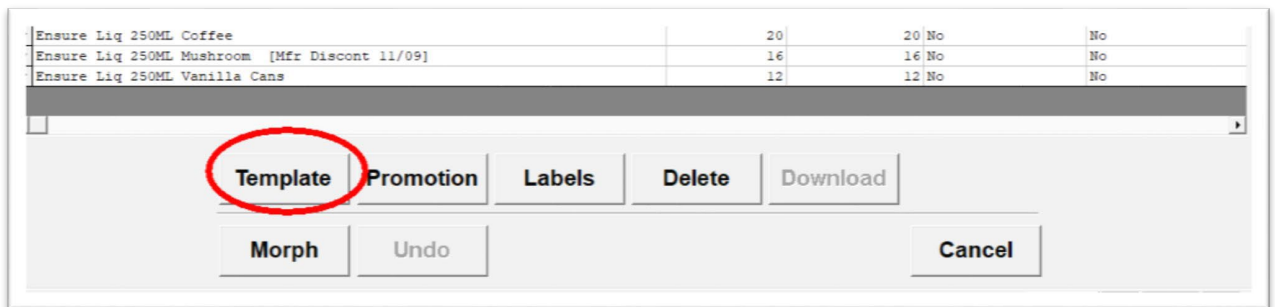 Ensure Liq 250ML Coffee 20 20 No No
Ensure Liq 250ML Mushroom [Mfr Discont 11/09] 16 16 No No
Ensure Liq 250ML Vanilla Cans 12 12 No No
Template Promotion Labels Delete Download
Morph Undo Cancel